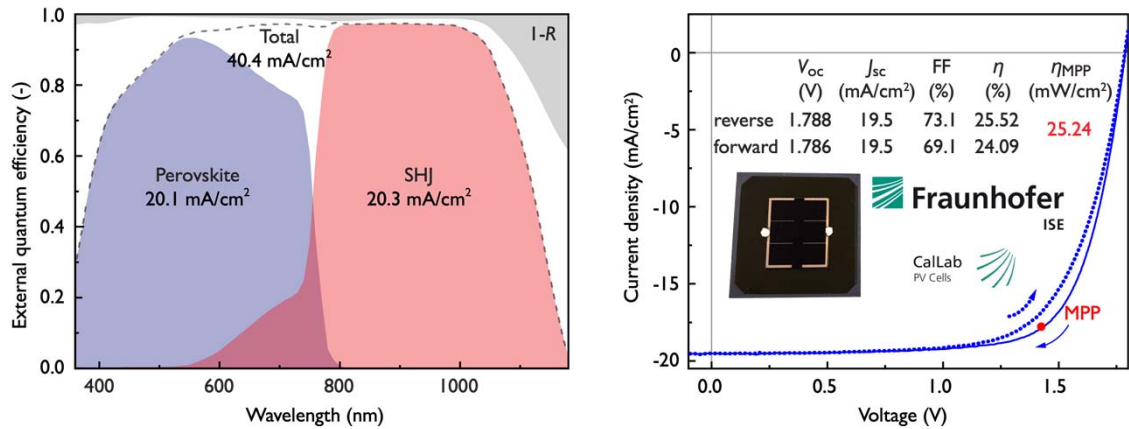 1.0
0.8
0.6
0.4
0.2
0.0
External quantum efficiency (-)
400
600
800
1000
Wavelength (nm)
Total
40.4 mA/cm²
1-R
Perovskite
20.1 mA/cm²
SHJ
20.3 mA/cm²
0
-5
-10
-15
-20
Current density (mA/cm²)
0.0
0.5
1.0
1.5
Voltage (V)
Voc Jsc FF η ηMPP
(V) (mA/cm²) (%) (%) (mW/cm²)
reverse 1.788 19.5 73.1 25.52
25.24
forward 1.786 19.5 69.1 24.09
Fraunhofer
ISE
CalLab
PV Cells
MPP